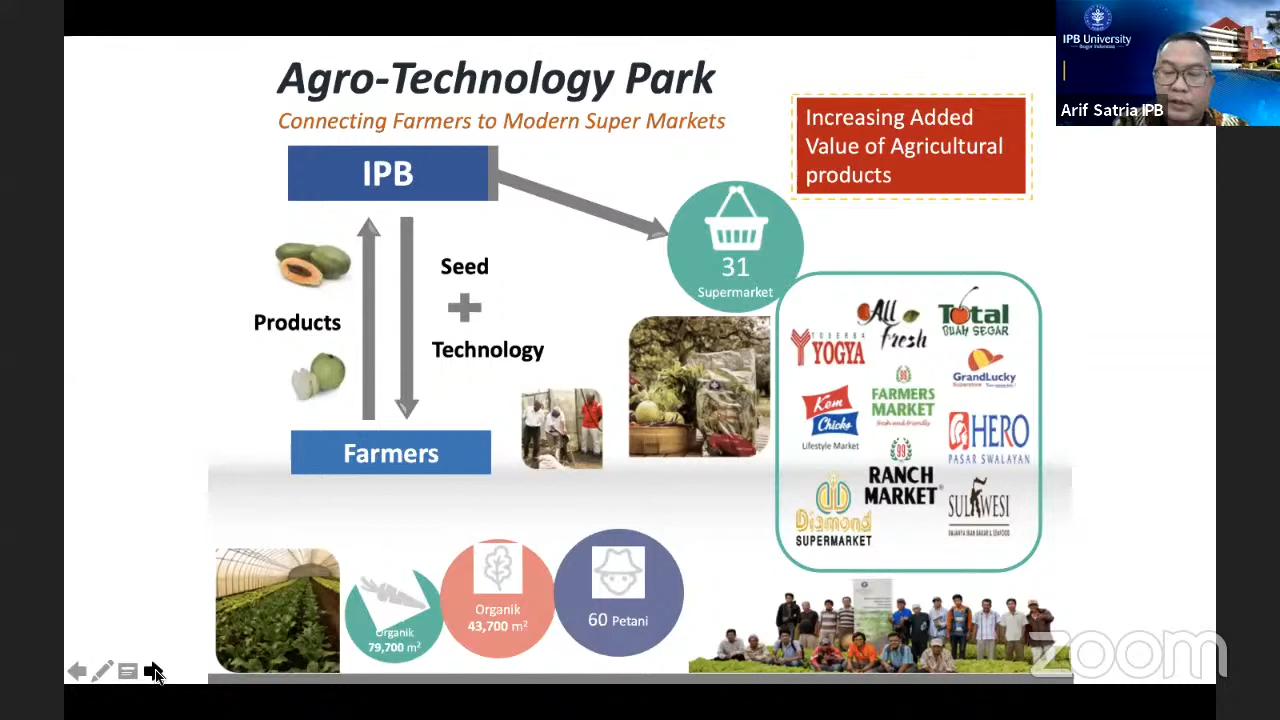 Agro-Technology Park
Connecting Farmers to Modern Super Markets
IPB University
Bogor Indonesia
Arif Satria IPB
Increasing Added
Value of Agricultural
products
IPB
31
Supermarket
Seed
Products
Technology
Farmers
All
Fresh
Total
BUAH SEGAR
TOSERBA
YOGYA
GrandLucky
Superstore
Kem
Chicks
Lifestyle Market
99
FARMERS
MARKET
fresh and friendly
HERO
PASAR SWALAYAN
99
RANCH
MARKET
Diamond
SUPERMARKET
SULAWESI
Organik
79,700 m²
Organik
43,700 m²
60 Petani
zoom